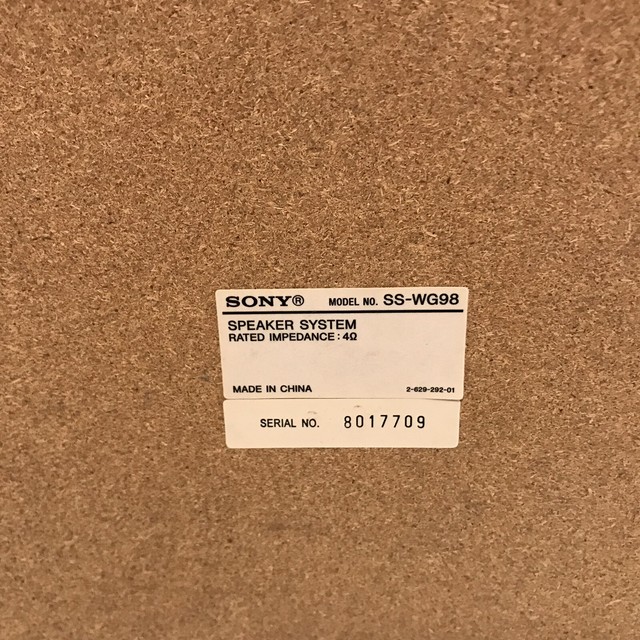 SONY® MODEL NO. SS-WG98
SPEAKER SYSTEM
RATED IMPEDANCE : 4Ω
MADE IN CHINA 2-629-292-01
SERIAL NO. 8017709